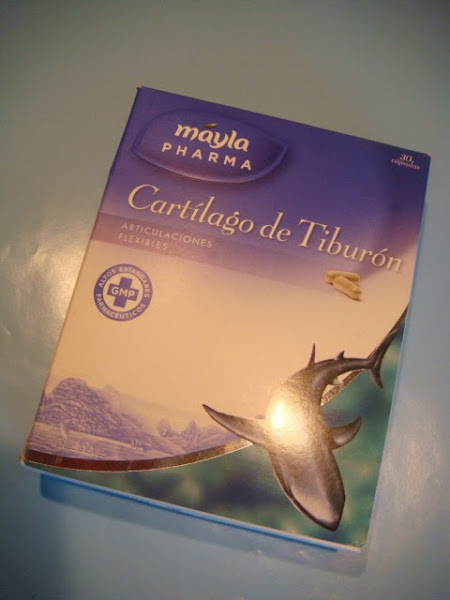 máyla
PHARMA
30
cápsulas
Cartílago de Tiburón
ARTICULACIONES
FLEXIBLES
ALTOS ESTÁNDARES
GMP
FARMACÉUTICOS